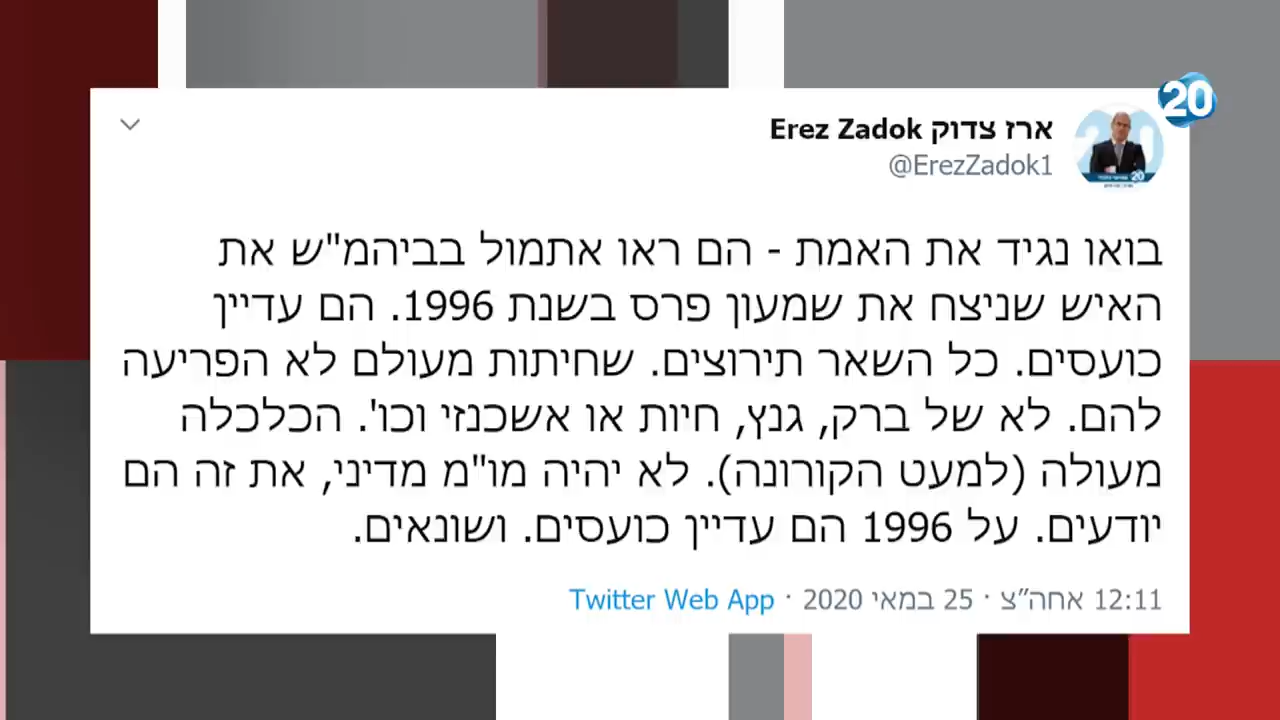 20
ארז צדוק Erez Zadok
@ErezZadok1
בואו נגיד את האמת - הם ראו אתמול בביהמ"ש את
האיש שניצח את שמעון פרס בשנת 1996. הם עדיין
כועסים. כל השאר תירוצים. שחיתות מעולם לא הפריעה
להם. לא של ברק, גנץ, חיות או אשכנזי וכו'. הכלכלה
מעולה (למעט הקורונה). לא יהיה מו"מ מדיני, את זה הם
יודעים. על 1996 הם עדיין כועסים. ושונאים.
12:11 אחה”צ · 25 במאי 2020 · Twitter Web App